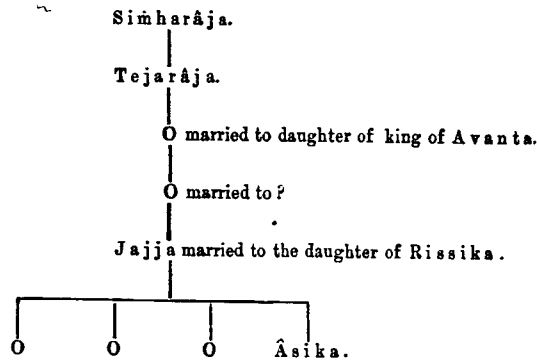 Siṁharâja.
Tejarâja.
O married to daughter of king of Avanta.
O married to ?
Jajja married to the daughter of Rissika.
O O O Âsika.